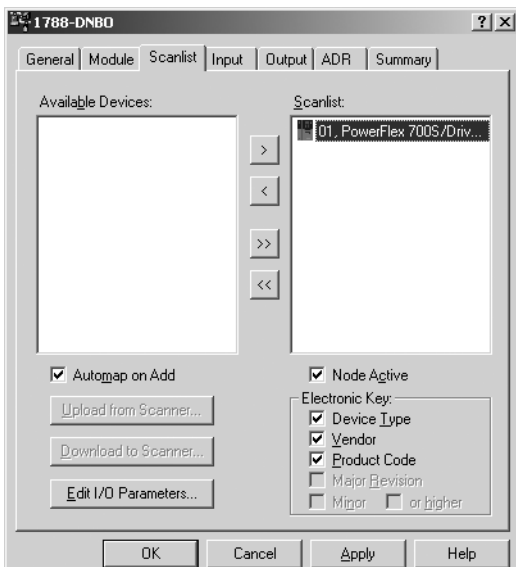 1788-DNBO
General Module Scanlist Input Output ADR Summary
Available Devices:
Scanlist:
01, PowerFlex 700S/Driv...
>
<
>>
<<
Automap on Add
Upload from Scanner...
Download to Scanner...
Edit I/O Parameters...
Node Active
Electronic Key:
Device Type
Vendor
Product Code
Major Revision
Minor or higher
OK Cancel Apply Help